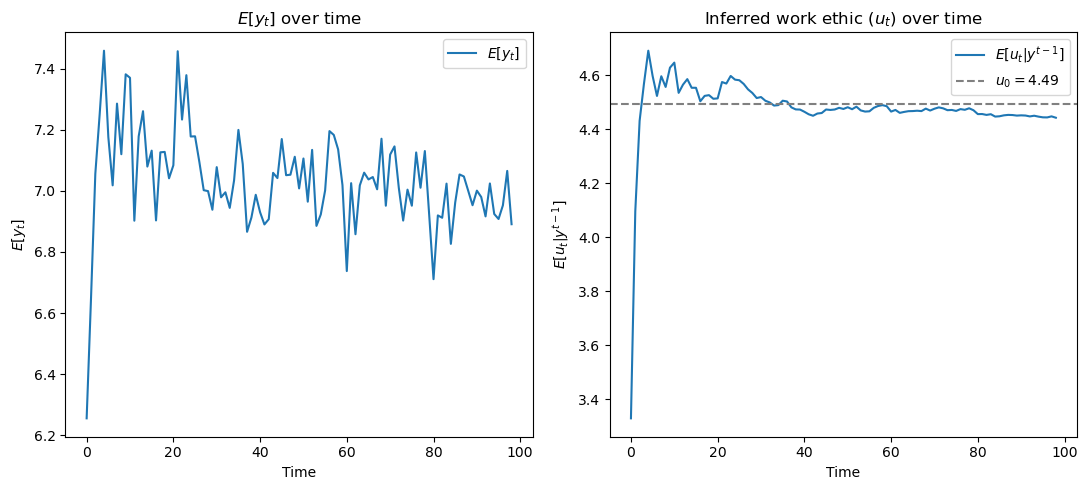 E[y_t] over time
E[y_t]
7.4
7.2
7.0
6.8
6.6
6.4
6.2
E[y_t]
0
20
40
60
80
100
Time
Inferred work ethic (u_t) over time
E[u_t|y^{t−1}]
u_0 = 4.49
4.6
4.4
4.2
4.0
3.8
3.6
3.4
E[u_t|y^{t−1}]
0
20
40
60
80
100
Time